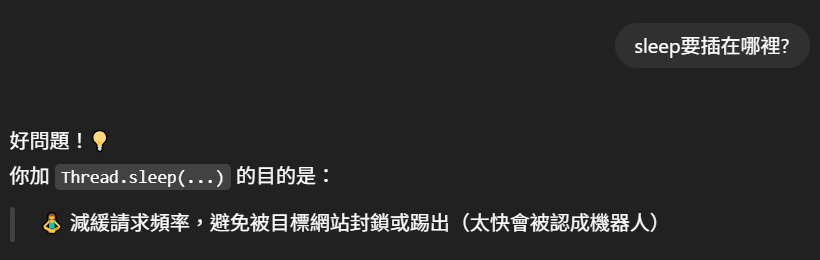 sleep要插在哪裡?
好問題！💡
你加 Thread.sleep(...) 的目的是：
🧘 減緩請求頻率，避免被目標網站封鎖或踢出（太快會被認成機器人）